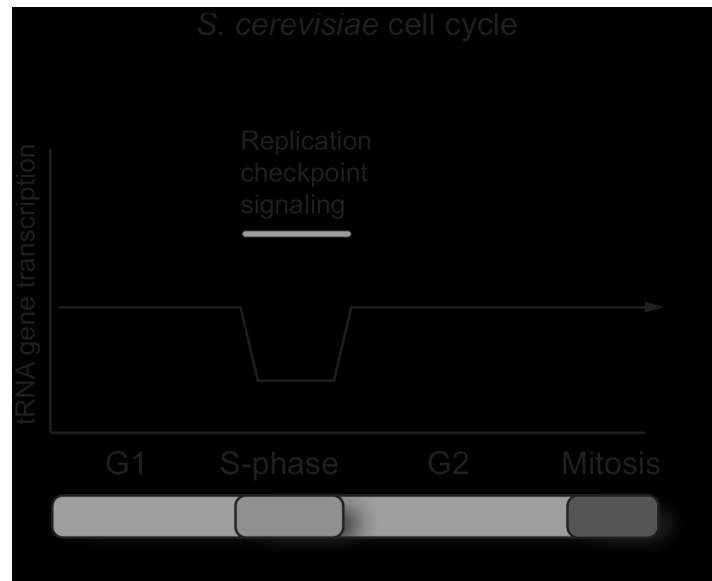 S. cerevisiae cell cycle
Replication
checkpoint
signaling
tRNA gene transcription
G1 S-phase G2 Mitosis